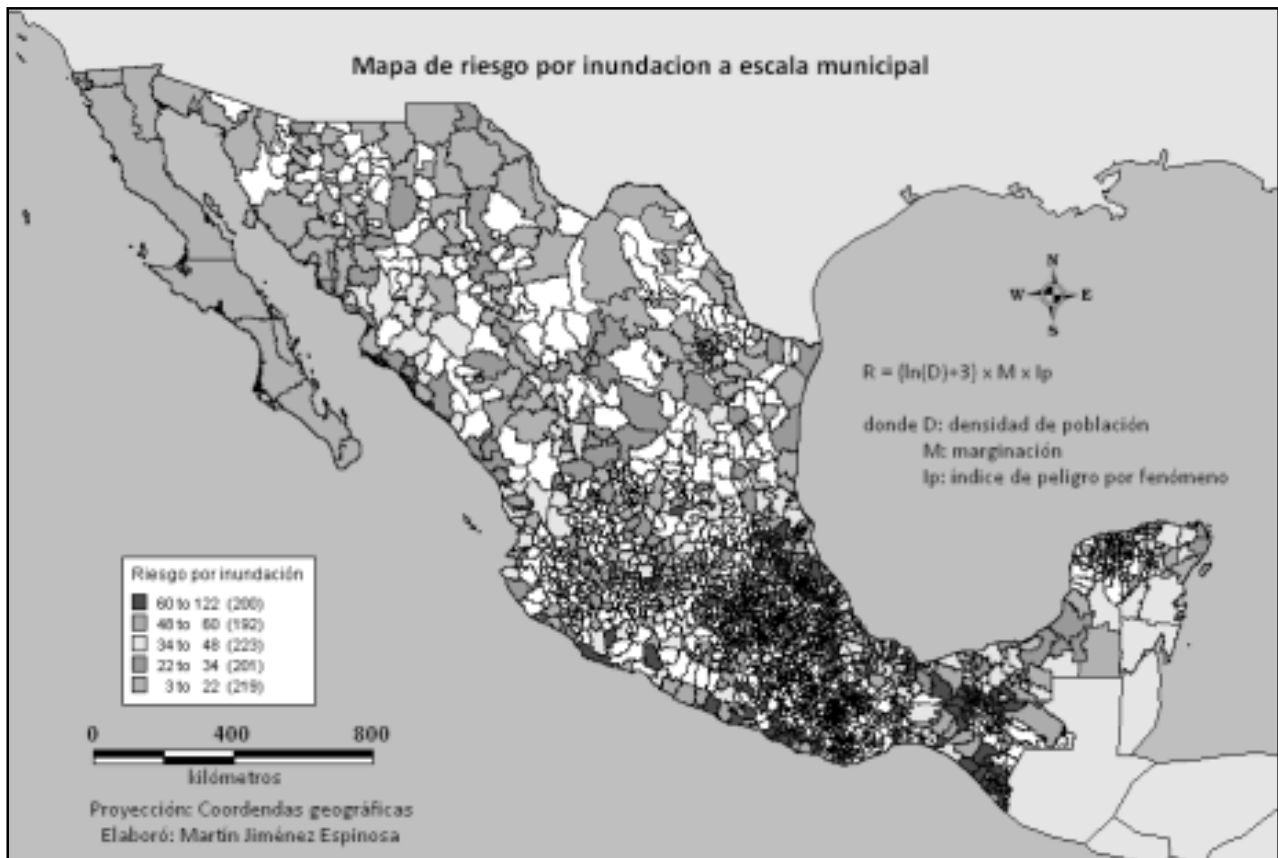 Mapa de riesgo por inundacion a escala municipal
N
W E
S
R = (ln(D)+3) x M x Ip
donde D: densidad de población
M: marginación
Ip: indice de peligro por fenómeno
Riesgo por inundación
60 to 122 (200)
48 to 60 (192)
34 to 48 (223)
22 to 34 (201)
3 to 22 (219)
0 400 800
kilómetros
Proyección: Coordendas geográficas
Elaboró: Martín Jiménez Espinosa